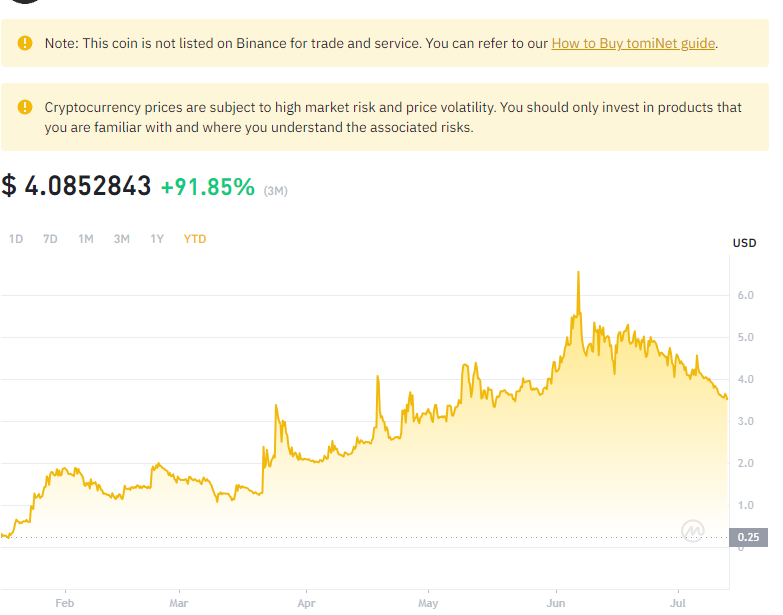 Note: This coin is not listed on Binance for trade and service. You can refer to our How to Buy tomiNet guide.
Cryptocurrency prices are subject to high market risk and price volatility. You should only invest in products that
you are familiar with and where you understand the associated risks.
$ 4.0852843 +91.85% (3M)
1D 7D 1M 3M 1Y YTD
USD
6.0
5.0
4.0
3.0
2.0
1.0
0.25
0
Feb Mar Apr May Jun Jul